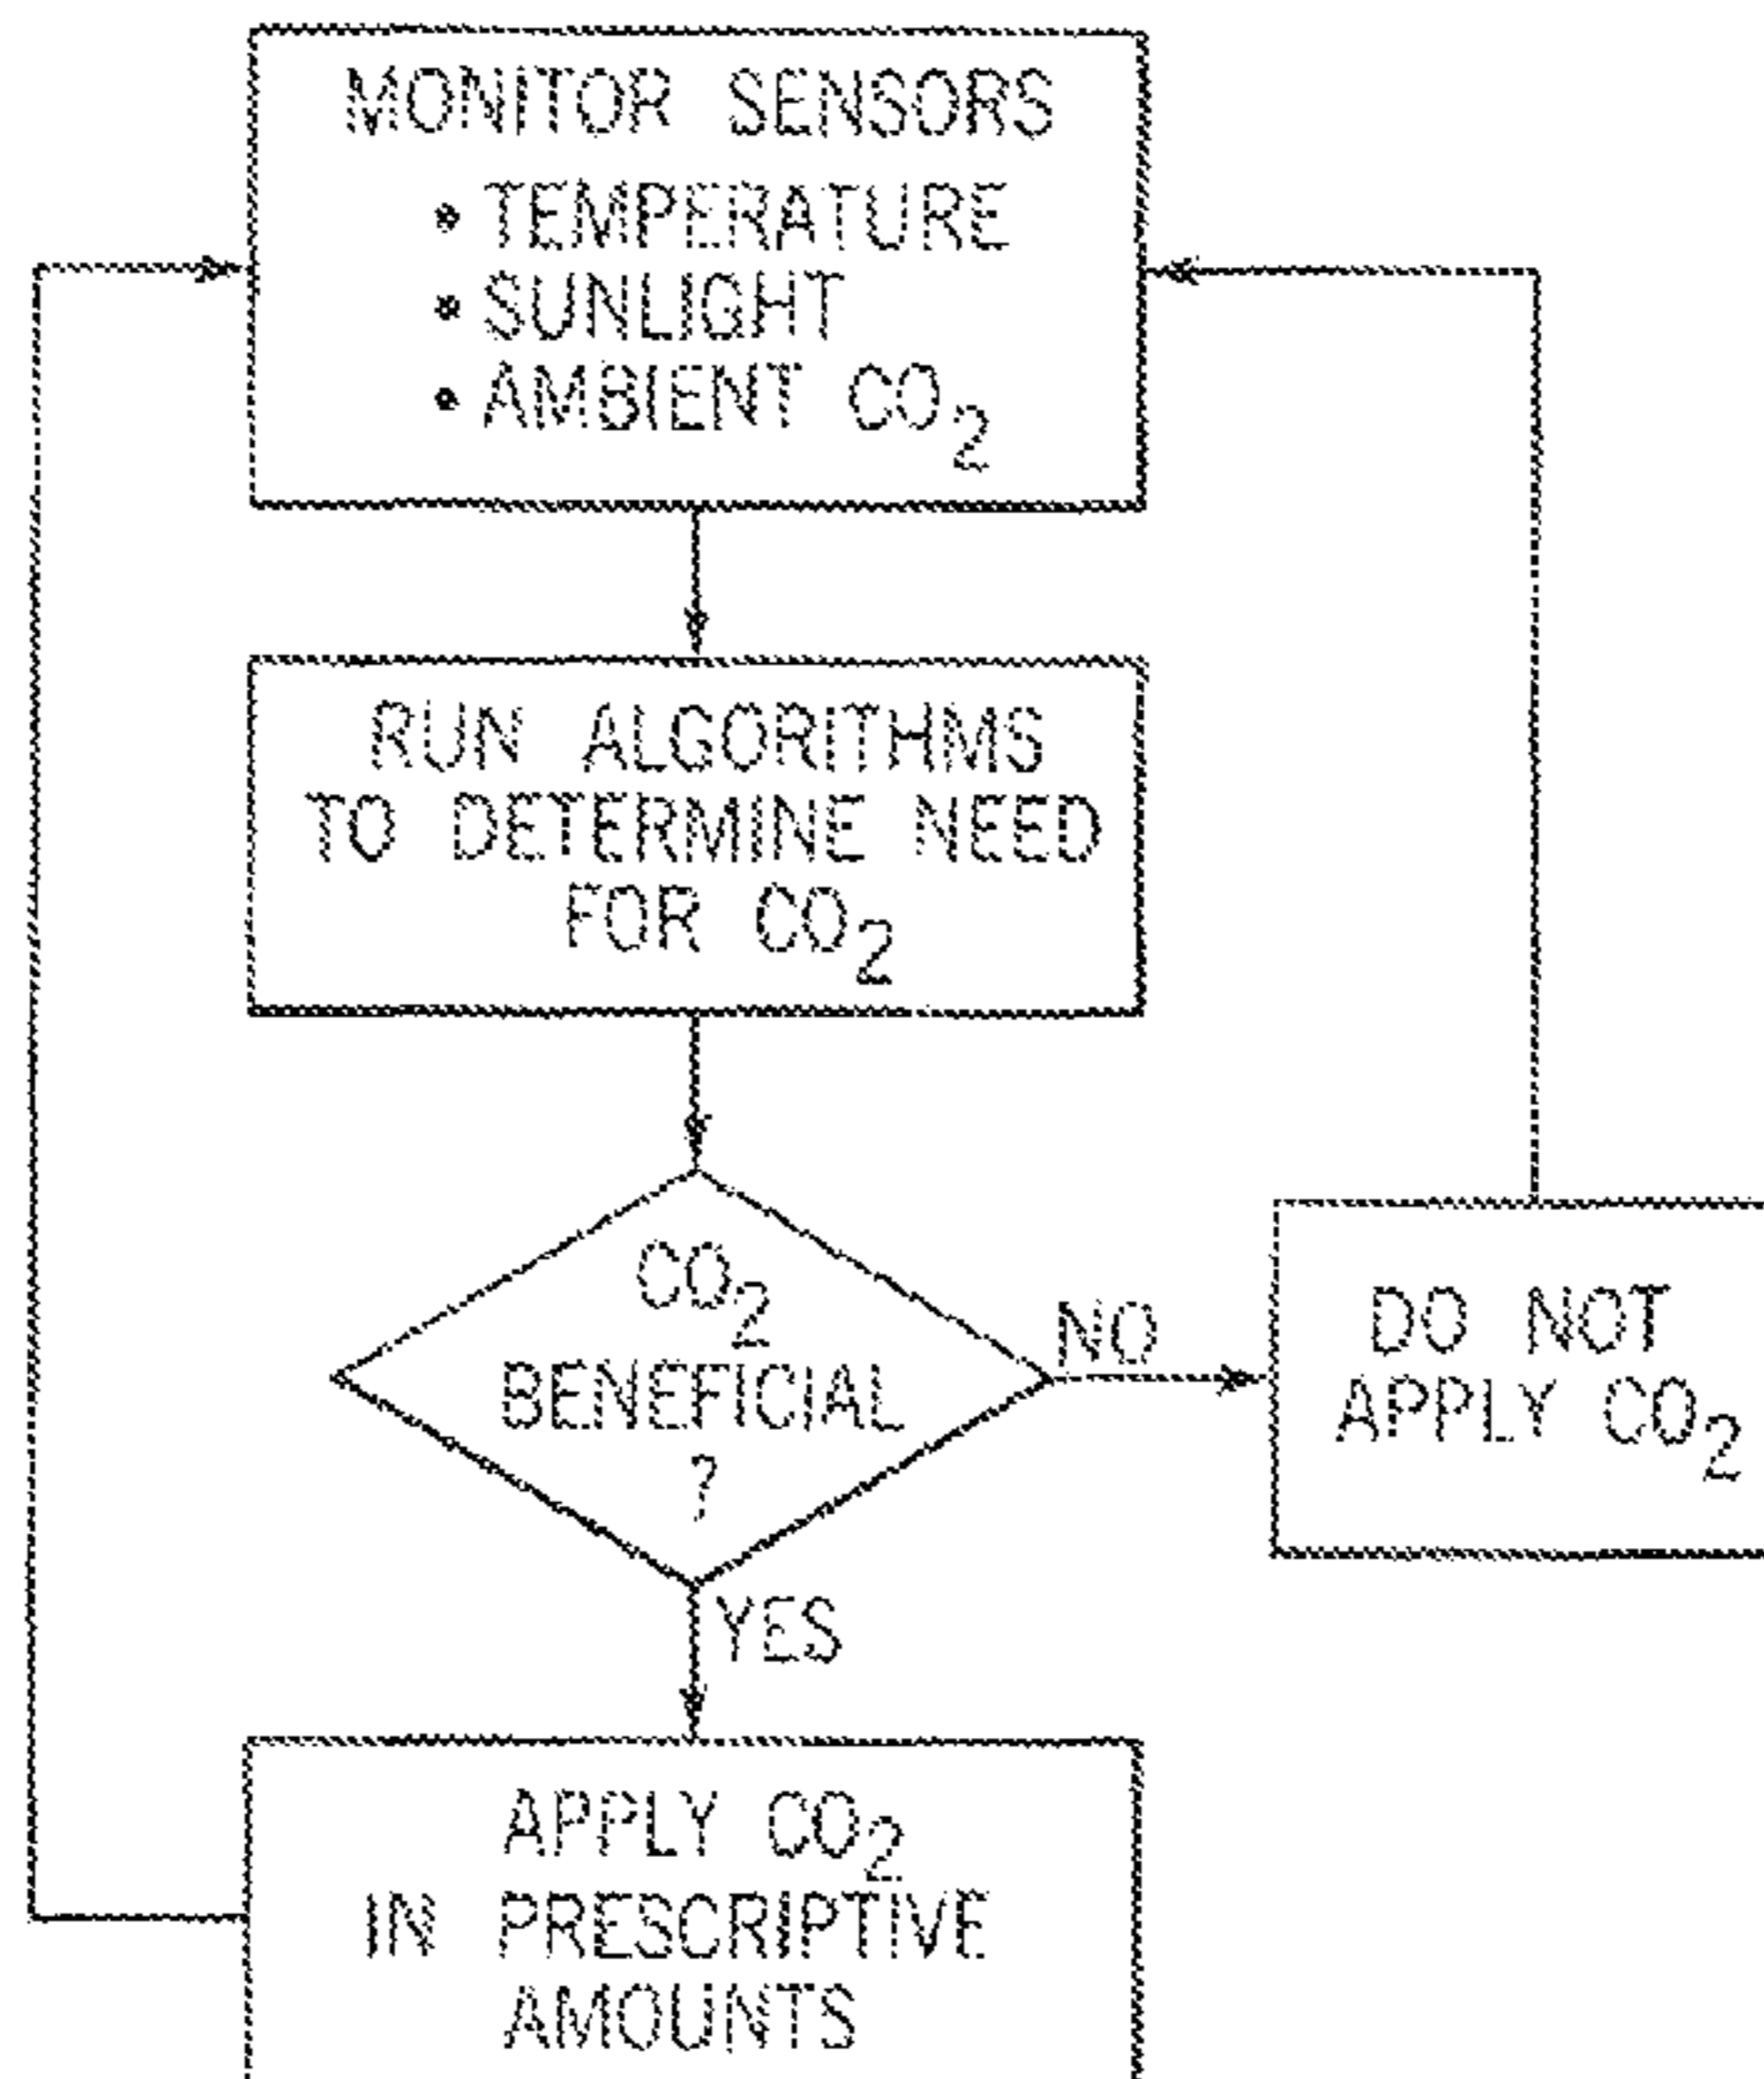 MONITOR SENSORS
• TEMPERATURE
• SUNLIGHT
• AMBIENT CO₂
RUN ALGORITHMS
TO DETERMINE NEED
FOR CO₂
CO₂
BENEFICIAL
?
NO
DO NOT
APPLY CO₂
YES
APPLY CO₂
IN PRESCRIPTIVE
AMOUNTS